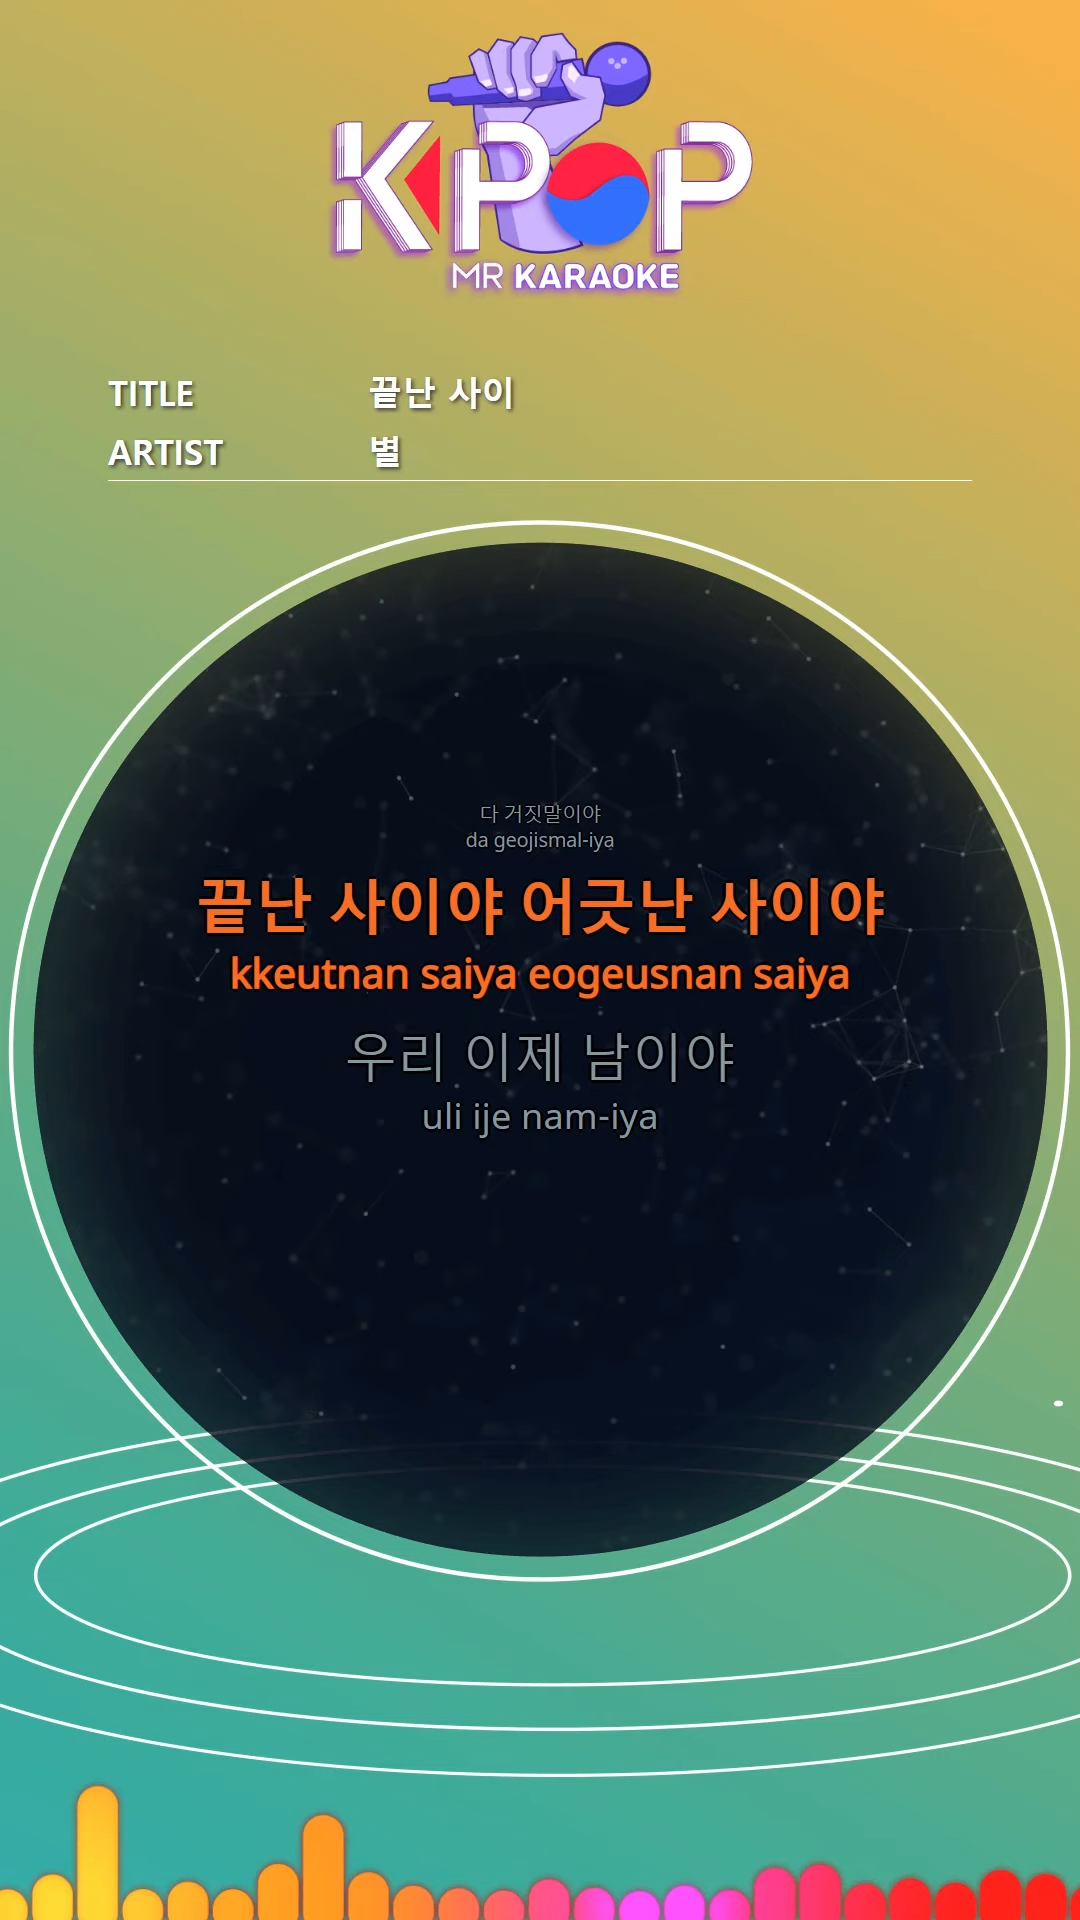 KPOP
MR KARAOKE
TITLE 끝난 사이
ARTIST 별
다 거짓말이야
da geojismal-iya
끝난 사이야 어긋난 사이야
kkeutnan saiya eogeusnan saiya
우리 이제 남이야
uli ije nam-iya